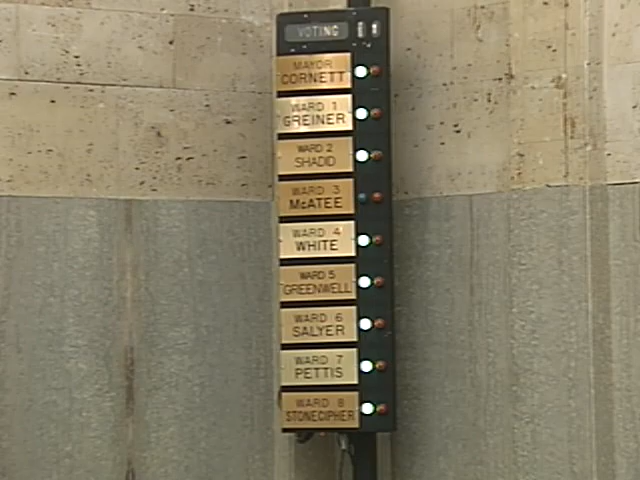 VOTING
MAYOR
CORNETT
WARD 1
GREINER
WARD 2
SHADID
WARD 3
McATEE
WARD 4
WHITE
WARD 5
GREENWELL
WARD 6
SALYER
WARD 7
PETTIS
WARD 8
STONECIPHER